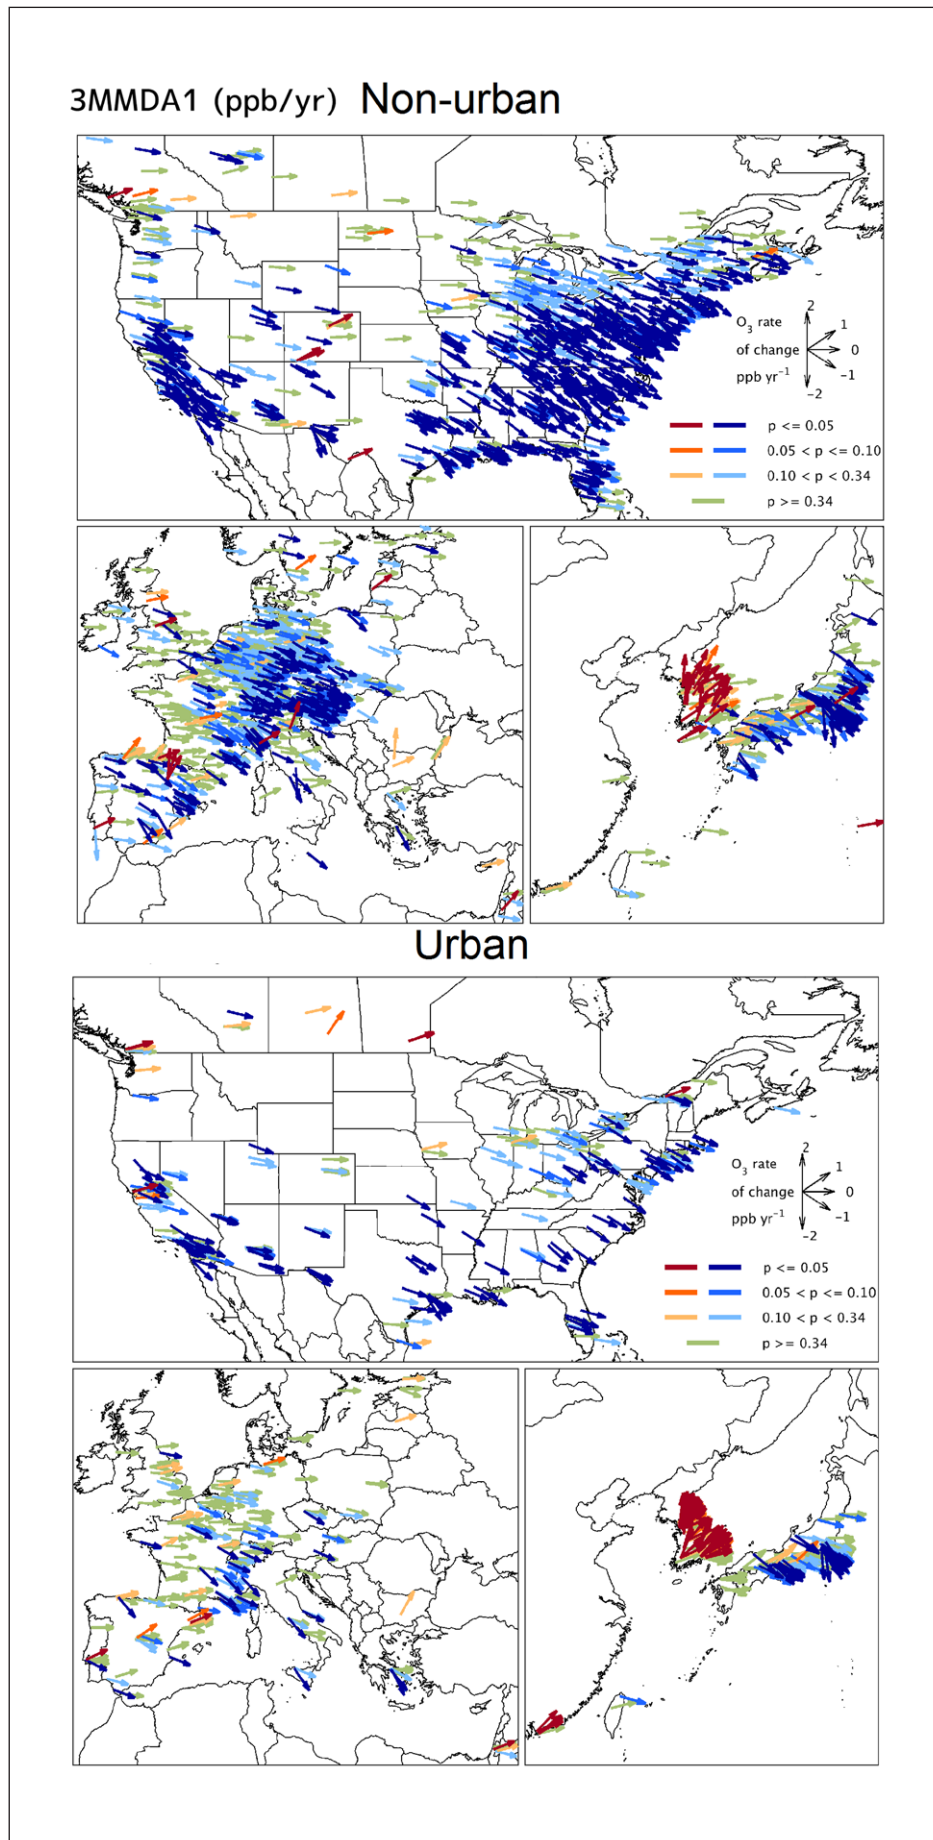 3MMDA1 (ppb/yr) Non-urban
2
O₃ rate 1
of change 0
ppb yr⁻¹ −1
−2
p <= 0.05
0.05 < p <= 0.10
0.10 < p < 0.34
p >= 0.34
Urban
2
O₃ rate 1
of change 0
ppb yr⁻¹ −1
−2
p <= 0.05
0.05 < p <= 0.10
0.10 < p < 0.34
p >= 0.34